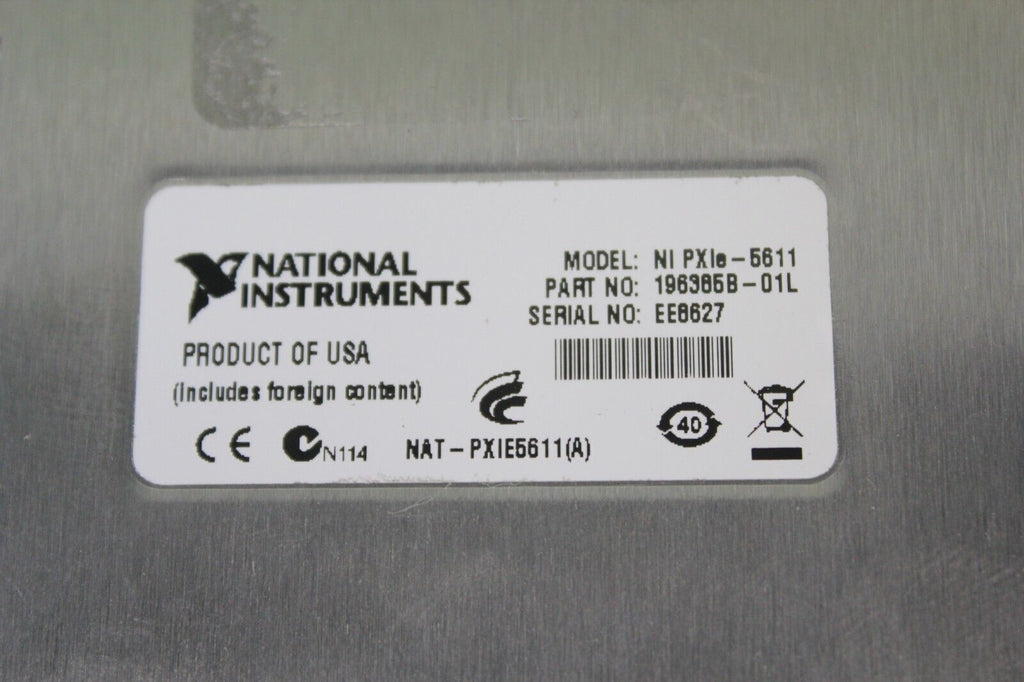 NATIONAL
INSTRUMENTS
MODEL: NI PXIe-5611
PART NO: 196385B-01L
SERIAL NO: EE8627
PRODUCT OF USA
(Includes foreign content)
CE
N114
NAT-PXIE5611(A)
40